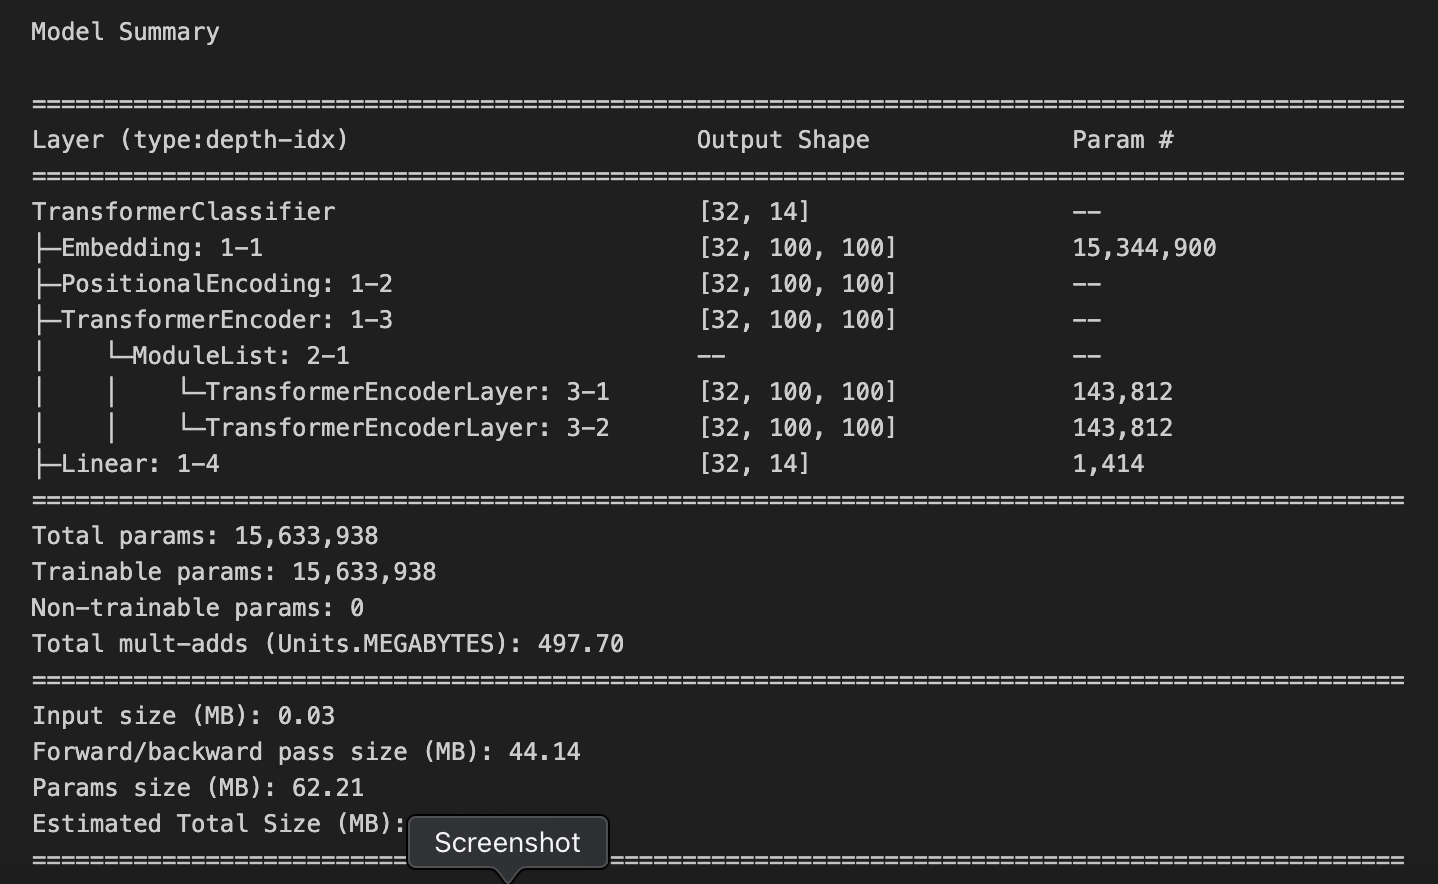 Model Summary
==========================================================================================
Layer (type:depth-idx) Output Shape Param #
==========================================================================================
TransformerClassifier [32, 14] --
├─Embedding: 1-1 [32, 100, 100] 15,344,900
├─PositionalEncoding: 1-2 [32, 100, 100] --
├─TransformerEncoder: 1-3 [32, 100, 100] --
│    └─ModuleList: 2-1 -- --
│    │    └─TransformerEncoderLayer: 3-1 [32, 100, 100] 143,812
│    │    └─TransformerEncoderLayer: 3-2 [32, 100, 100] 143,812
├─Linear: 1-4 [32, 14] 1,414
==========================================================================================
Total params: 15,633,938
Trainable params: 15,633,938
Non-trainable params: 0
Total mult-adds (Units.MEGABYTES): 497.70
==========================================================================================
Input size (MB): 0.03
Forward/backward pass size (MB): 44.14
Params size (MB): 62.21
Estimated Total Size (MB):
Screenshot
==========================================================================================